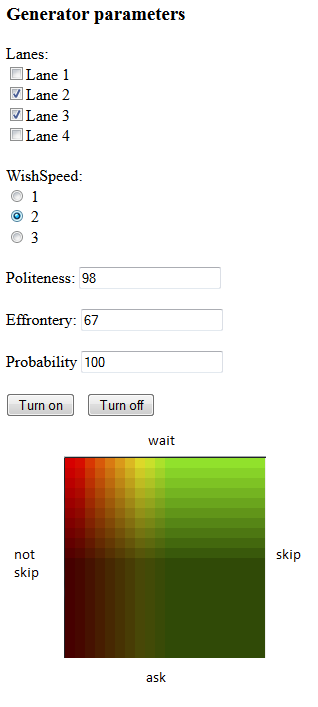 Generator parameters
Lanes:
Lane 1
Lane 2
Lane 3
Lane 4
WishSpeed:
1
2
3
Politeness: 98
Effrontery: 67
Probability 100
Turn on Turn off
wait
not skip
skip
ask